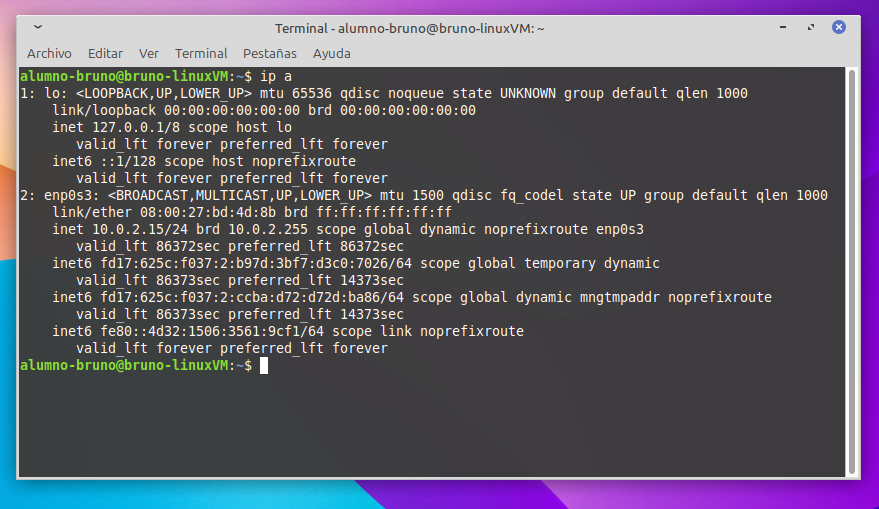 Terminal - alumno-bruno@bruno-linuxVM: ~
Archivo Editar Ver Terminal Pestañas Ayuda
alumno-bruno@bruno-linuxVM:~$ ip a
1: lo: <LOOPBACK,UP,LOWER_UP> mtu 65536 qdisc noqueue state UNKNOWN group default qlen 1000
    link/loopback 00:00:00:00:00:00 brd 00:00:00:00:00:00
    inet 127.0.0.1/8 scope host lo
       valid_lft forever preferred_lft forever
    inet6 ::1/128 scope host noprefixroute
       valid_lft forever preferred_lft forever
2: enp0s3: <BROADCAST,MULTICAST,UP,LOWER_UP> mtu 1500 qdisc fq_codel state UP group default qlen 1000
    link/ether 08:00:27:bd:4d:8b brd ff:ff:ff:ff:ff:ff
    inet 10.0.2.15/24 brd 10.0.2.255 scope global dynamic noprefixroute enp0s3
       valid_lft 86372sec preferred_lft 86372sec
    inet6 fd17:625c:f037:2:b97d:3bf7:d3c0:7026/64 scope global temporary dynamic
       valid_lft 86373sec preferred_lft 14373sec
    inet6 fd17:625c:f037:2:ccba:d72:d72d:ba86/64 scope global dynamic mngtmpaddr noprefixroute
       valid_lft 86373sec preferred_lft 14373sec
    inet6 fe80::4d32:1506:3561:9cf1/64 scope link noprefixroute
       valid_lft forever preferred_lft forever
alumno-bruno@bruno-linuxVM:~$